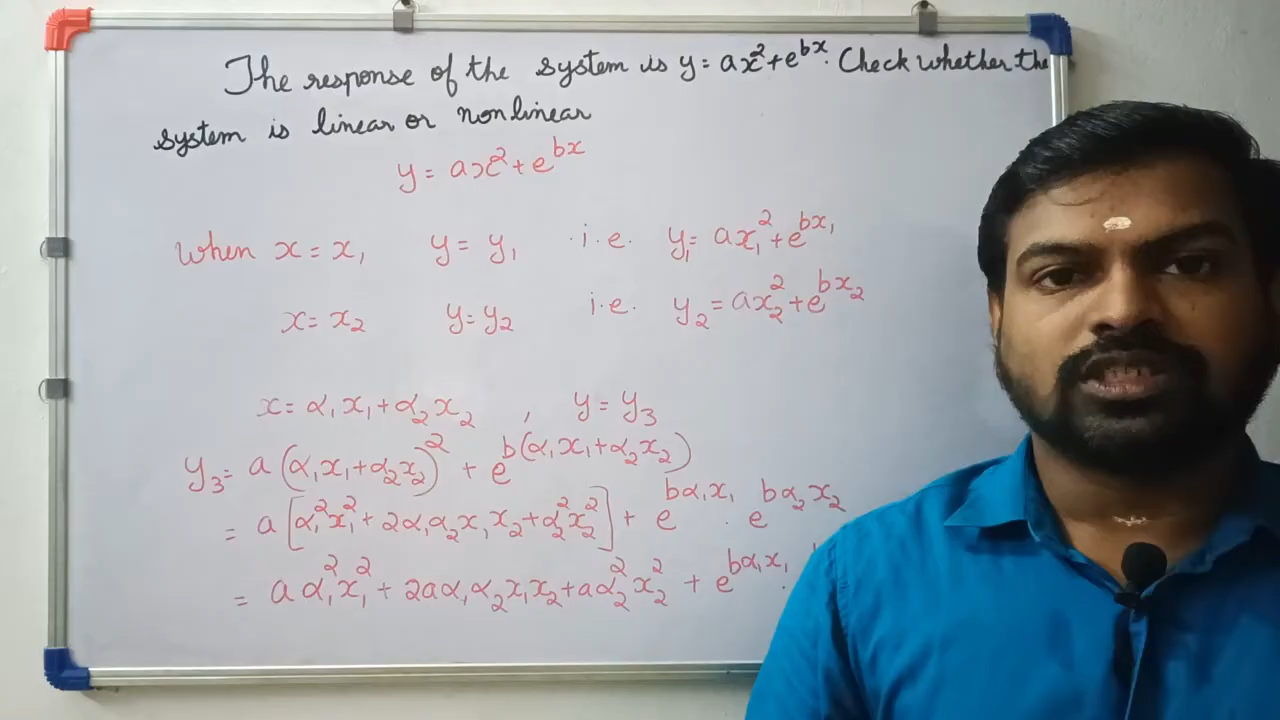 The response of the system is y = ax² + e^{bx}. Check whether the
system is linear or nonlinear
y = ax² + e^{bx}
When x = x₁ y = y₁ i.e. y₁ = ax₁² + e^{bx₁}
x = x₂ y = y₂ i.e. y₂ = ax₂² + e^{bx₂}
x = α₁x₁ + α₂x₂ , y = y₃
y₃ = a(α₁x₁ + α₂x₂)² + e^{b(α₁x₁ + α₂x₂)}
= a[α₁²x₁² + 2α₁α₂x₁x₂ + α₂²x₂²] + e^{bα₁x₁} . e^{bα₂x₂}
= aα₁²x₁² + 2aα₁α₂x₁x₂ + aα₂²x₂² + e^{bα₁x₁} .